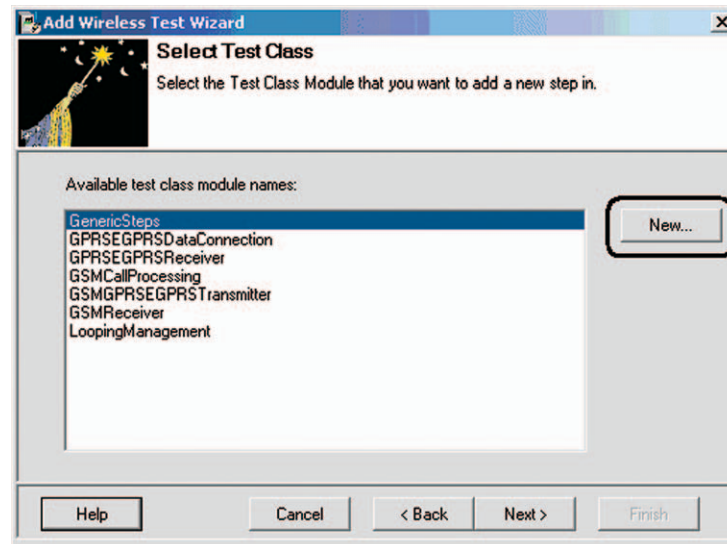 Add Wireless Test Wizard
Select Test Class
Select the Test Class Module that you want to add a new step in.
Available test class module names:
GenericSteps
GPRSEGPRSDataConnection
GPRSEGPRSReceiver
GSMCallProcessing
GSMGPRSEGPRSTransmitter
GSMReceiver
LoopingManagement
New...
Help
Cancel
< Back
Next >
Finish